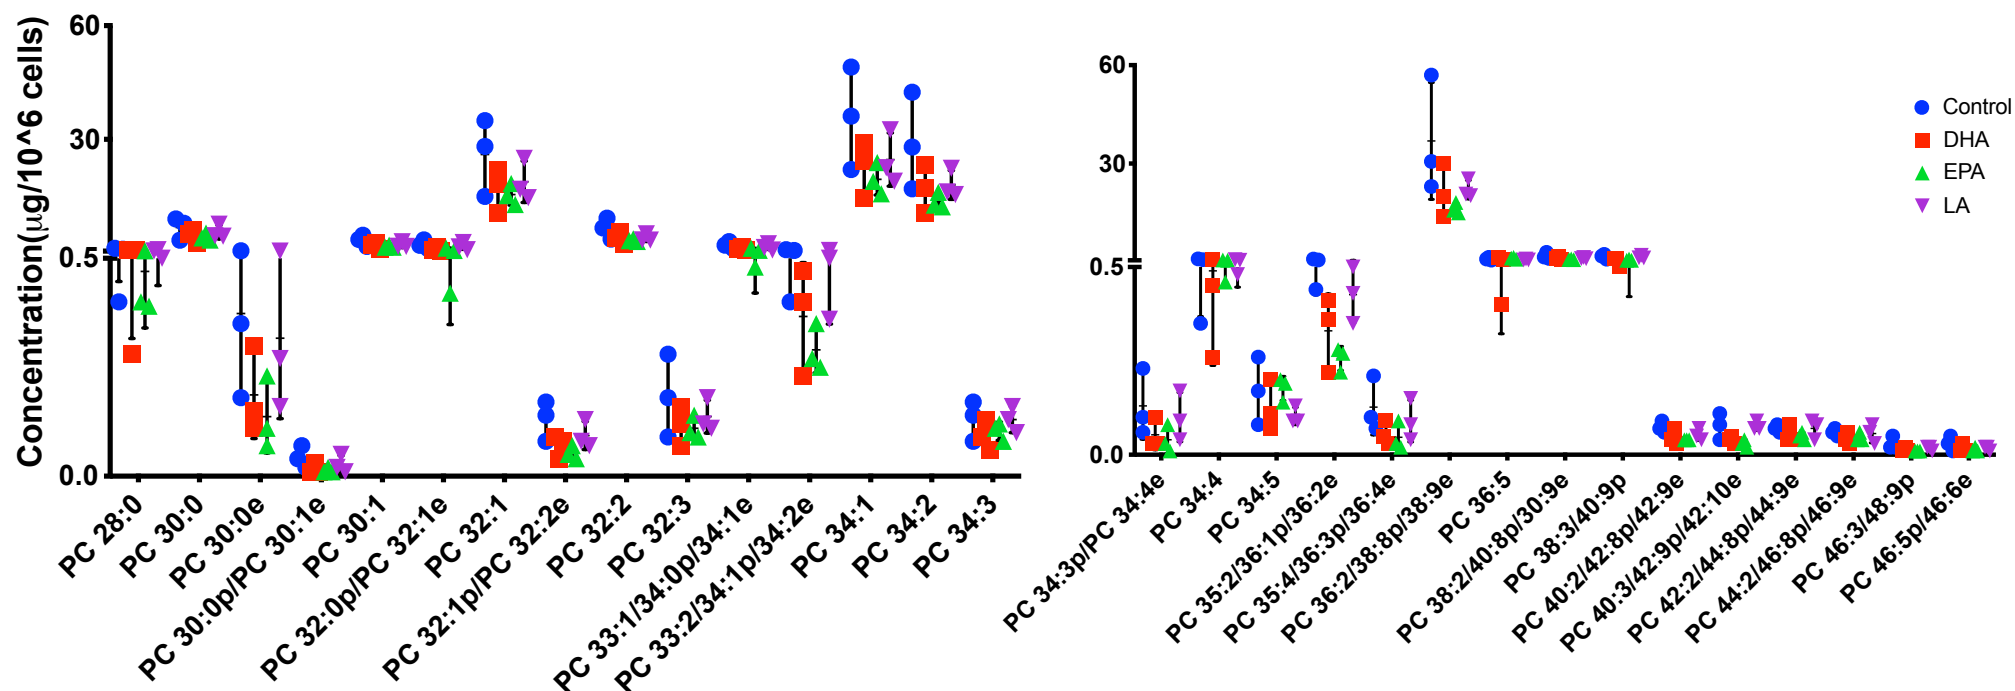 Concentration(μg/10^6 cells)
60
30
0.5
0.0
PC 28:0
PC 30:0
PC 30:0e
PC 30:0p/PC 30:1e
PC 30:1
PC 32:0p/PC 32:1e
PC 32:1
PC 32:1p/PC 32:2e
PC 32:2
PC 32:3
PC 33:1/34:0p/34:1e
PC 33:2/34:1p/34:2e
PC 34:1
PC 34:2
PC 34:3
60
30
0.5
0.0
PC 34:3p/PC 34:4e
PC 34:4
PC 34:5
PC 35:2/36:1p/36:2e
PC 35:4/36:3p/36:4e
PC 36:2/38:8p/38:9e
PC 36:5
PC 38:2/40:8p/30:9e
PC 38:3/40:9p
PC 40:2/42:8p/42:9e
PC 40:3/42:9p/42:10e
PC 42:2/44:8p/44:9e
PC 44:2/46:8p/46:9e
PC 46:3/48:9p
PC 46:5p/46:6e
Control
DHA
EPA
LA